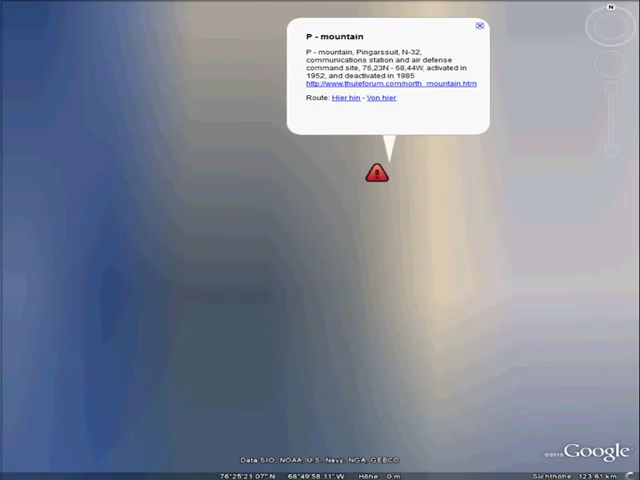 N
P - mountain
P - mountain, Pingarssuit, N-32,
communications station and air defense
command site, 76,23N - 68,44W, activated in
1952, and deactivated in 1985
http://www.thuleforum.com/north_mountain.htm
Route: Hier hin - Von hier
Data SIO, NOAA, U.S. Navy, NGA, GEBCO
Google
76°25'21.07" N 68°49'58.11" W Höhe 0 m
Sichthöhe 123.61 km